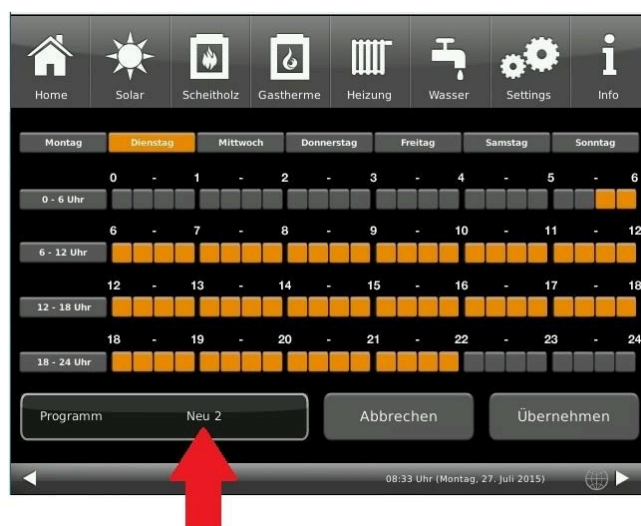 Home Solar Scheitholz Gastherme Heizung Wasser Settings Info
Montag Dienstag Mittwoch Donnerstag Freitag Samstag Sonntag
0 - 1 - 2 - 3 - 4 - 5 - 6
0 - 6 Uhr
6 - 7 - 8 - 9 - 10 - 11 - 12
6 - 12 Uhr
12 - 13 - 14 - 15 - 16 - 17 - 18
12 - 18 Uhr
18 - 19 - 20 - 21 - 22 - 23 - 24
18 - 24 Uhr
Programm Neu 2 Abbrechen Übernehmen
08:33 Uhr (Montag, 27. Juli 2015)